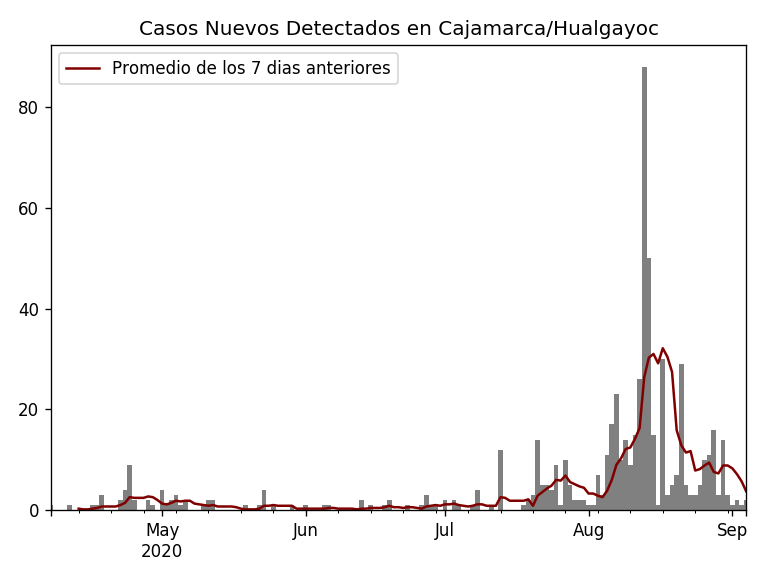 Casos Nuevos Detectados en Cajamarca/Hualgayoc
Promedio de los 7 dias anteriores
80
60
40
20
0
May
2020
Jun
Jul
Aug
Sep